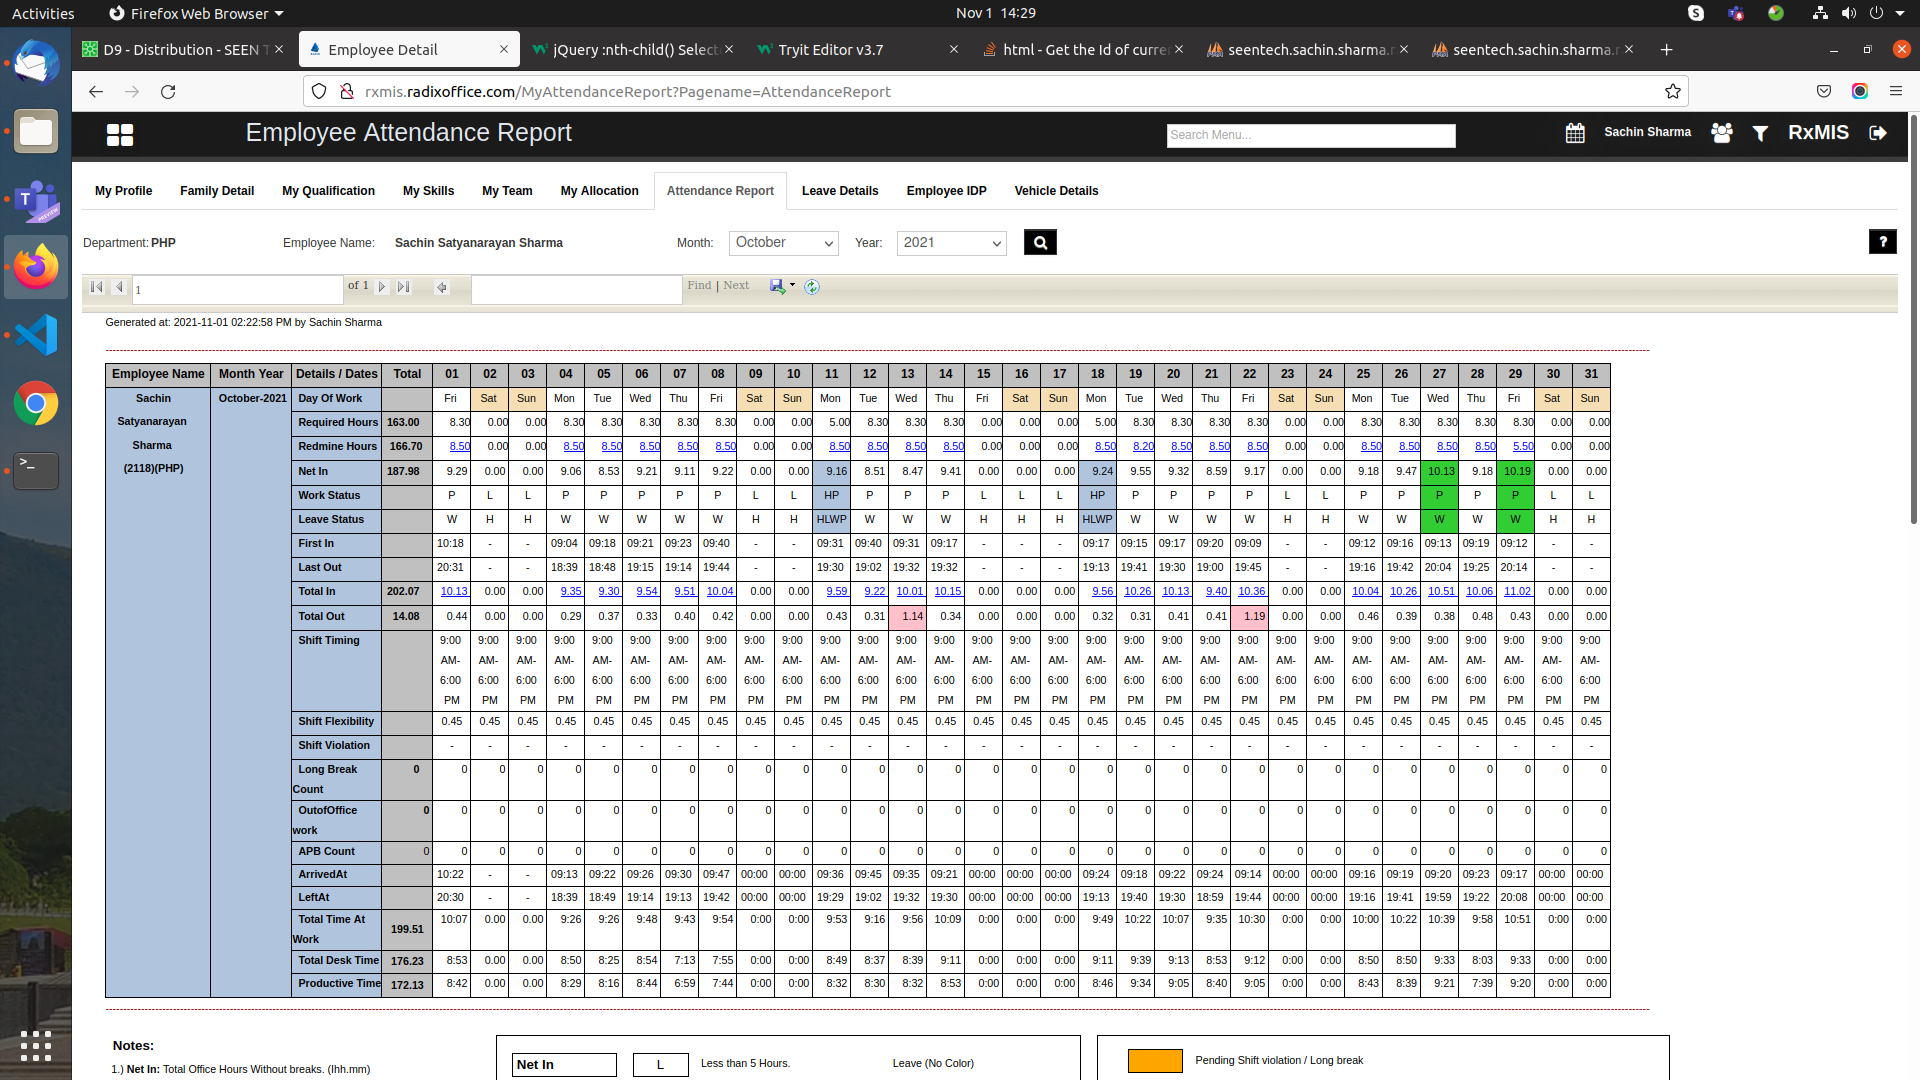 Activities Firefox Web Browser Nov 1 14:29
D9 - Distribution - SEEN T Employee Detail jQuery :nth-child() Select Tryit Editor v3.7 html - Get the Id of curre seentech.sachin.sharma.r seentech.sachin.sharma.r
rxmis.radixoffice.com/MyAttendanceReport?Pagename=AttendanceReport
Employee Attendance Report Search Menu... Sachin Sharma RxMIS
My Profile Family Detail My Qualification My Skills My Team My Allocation Attendance Report Leave Details Employee IDP Vehicle Details
Department: PHP Employee Name: Sachin Satyanarayan Sharma Month: October Year: 2021 ?
1 of 1 Find | Next
Generated at: 2021-11-01 02:22:58 PM by Sachin Sharma
Employee Name Month Year Details / Dates Total 01 02 03 04 05 06 07 08 09 10 11 12 13 14 15 16 17 18 19 20 21 22 23 24 25 26 27 28 29 30 31
Sachin October-2021 Day Of Work Fri Sat Sun Mon Tue Wed Thu Fri Sat Sun Mon Tue Wed Thu Fri Sat Sun Mon Tue Wed Thu Fri Sat Sun Mon Tue Wed Thu Fri Sat Sun
Satyanarayan Required Hours 163.00 8.30 0.00 0.00 8.30 8.30 8.30 8.30 8.30 0.00 0.00 5.00 8.30 8.30 8.30 0.00 0.00 0.00 5.00 8.30 8.30 8.30 8.30 0.00 0.00 8.30 8.30 8.30 8.30 8.30 0.00 0.00
Sharma Redmine Hours 166.70 8.50 0.00 0.00 8.50 8.50 8.50 8.50 8.50 0.00 0.00 8.50 8.50 8.50 8.50 0.00 0.00 0.00 8.50 8.20 8.50 8.50 8.50 0.00 0.00 8.50 8.50 8.50 8.50 5.50 0.00 0.00
(2118)(PHP) Net In 187.98 9.29 0.00 0.00 9.06 8.53 9.21 9.11 9.22 0.00 0.00 9.16 8.51 8.47 9.41 0.00 0.00 0.00 9.24 9.55 9.32 8.59 9.17 0.00 0.00 9.18 9.47 10.13 9.18 10.19 0.00 0.00
Work Status P L L P P P P P L L HP P P P L L L HP P P P P L L P P P P P L L
Leave Status W H H W W W W W H H HLWP W W W H H H HLWP W W W W H H W W W W W H H
First In 10:18 - - 09:04 09:18 09:21 09:23 09:40 - - 09:31 09:40 09:31 09:17 - - - 09:17 09:15 09:17 09:20 09:09 - - 09:12 09:16 09:13 09:19 09:12 - -
Last Out 20:31 - - 18:39 18:48 19:15 19:14 19:44 - - 19:30 19:02 19:32 19:32 - - - 19:13 19:41 19:30 19:00 19:45 - - 19:16 19:42 20:04 19:25 20:14 - -
Total In 202.07 10.13 0.00 0.00 9.35 9.30 9.54 9.51 10.04 0.00 0.00 9.59 9.22 10.01 10.15 0.00 0.00 0.00 9.56 10.26 10.13 9.40 10.36 0.00 0.00 10.04 10.26 10.51 10.06 11.02 0.00 0.00
Total Out 14.08 0.44 0.00 0.00 0.29 0.37 0.33 0.40 0.42 0.00 0.00 0.43 0.31 1.14 0.34 0.00 0.00 0.00 0.32 0.31 0.41 0.41 1.19 0.00 0.00 0.46 0.39 0.38 0.48 0.43 0.00 0.00
Shift Timing 9:00 9:00 9:00 9:00 9:00 9:00 9:00 9:00 9:00 9:00 9:00 9:00 9:00 9:00 9:00 9:00 9:00 9:00 9:00 9:00 9:00 9:00 9:00 9:00 9:00 9:00 9:00 9:00 9:00 9:00 9:00
AM- AM- AM- AM- AM- AM- AM- AM- AM- AM- AM- AM- AM- AM- AM- AM- AM- AM- AM- AM- AM- AM- AM- AM- AM- AM- AM- AM- AM- AM- AM-
6:00 6:00 6:00 6:00 6:00 6:00 6:00 6:00 6:00 6:00 6:00 6:00 6:00 6:00 6:00 6:00 6:00 6:00 6:00 6:00 6:00 6:00 6:00 6:00 6:00 6:00 6:00 6:00 6:00 6:00 6:00
PM PM PM PM PM PM PM PM PM PM PM PM PM PM PM PM PM PM PM PM PM PM PM PM PM PM PM PM PM PM PM
Shift Flexibility 0.45 0.45 0.45 0.45 0.45 0.45 0.45 0.45 0.45 0.45 0.45 0.45 0.45 0.45 0.45 0.45 0.45 0.45 0.45 0.45 0.45 0.45 0.45 0.45 0.45 0.45 0.45 0.45 0.45 0.45 0.45
Shift Violation - - - - - - - - - - - - - - - - - - - - - - - - - - - - - - -
Long Break 0 0 0 0 0 0 0 0 0 0 0 0 0 0 0 0 0 0 0 0 0 0 0 0 0 0 0 0 0 0 0 0
Count
OutofOffice 0 0 0 0 0 0 0 0 0 0 0 0 0 0 0 0 0 0 0 0 0 0 0 0 0 0 0 0 0 0 0 0
work
APB Count 0 0 0 0 0 0 0 0 0 0 0 0 0 0 0 0 0 0 0 0 0 0 0 0 0 0 0 0 0 0 0 0
ArrivedAt 10:22 - - 09:13 09:22 09:26 09:30 09:47 00:00 00:00 09:36 09:45 09:35 09:21 00:00 00:00 00:00 09:24 09:18 09:22 09:24 09:14 00:00 00:00 09:16 09:19 09:20 09:23 09:17 00:00 00:00
LeftAt 20:30 - - 18:39 18:49 19:14 19:13 19:42 00:00 00:00 19:29 19:02 19:32 19:30 00:00 00:00 00:00 19:13 19:40 19:30 18:59 19:44 00:00 00:00 19:16 19:41 19:59 19:22 20:08 00:00 00:00
Total Time At 199.51 10:07 0.00 0.00 9:26 9:26 9:48 9:43 9:54 0:00 0:00 9:53 9:16 9:56 10:09 0:00 0:00 0:00 9:49 10:22 10:07 9:35 10:30 0:00 0:00 10:00 10:22 10:39 9:58 10:51 0:00 0:00
Work
Total Desk Time 176.23 8:53 0.00 0.00 8:50 8:25 8:54 7:13 7:55 0:00 0:00 8:49 8:37 8:39 9:11 0:00 0:00 0:00 9:11 9:39 9:13 8:53 9:12 0:00 0:00 8:50 8:50 9:33 8:03 9:33 0:00 0:00
Productive Time 172.13 8:42 0.00 0.00 8:29 8:16 8:44 6:59 7:44 0:00 0:00 8:32 8:30 8:32 8:53 0:00 0:00 0:00 8:46 9:34 9:05 8:40 9:05 0:00 0:00 8:43 8:39 9:21 7:39 9:20 0:00 0:00
Notes:
1.) Net In: Total Office Hours Without breaks. (Ihh.mm)
Net In L Less than 5 Hours. Leave (No Color)
Pending Shift violation / Long break